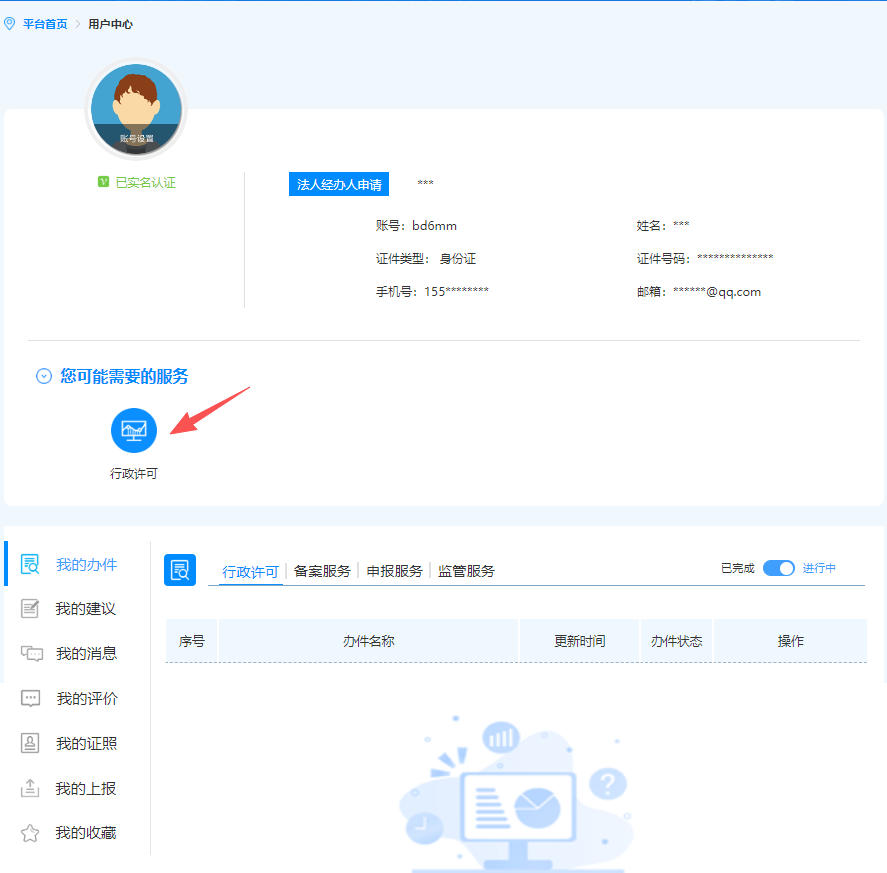 平台首页 > 用户中心
账号设置
已实名认证
法人经办人申请 ***
账号：bd6mm 姓名：***
证件类型： 身份证 证件号码：**************
手机号：155******** 邮箱：******@qq.com
您可能需要的服务
行政许可
我的办件
我的建议
我的消息
我的评价
我的证照
我的上报
我的收藏
行政许可 备案服务 申报服务 监管服务
已完成 进行中
序号 办件名称 更新时间 办件状态 操作